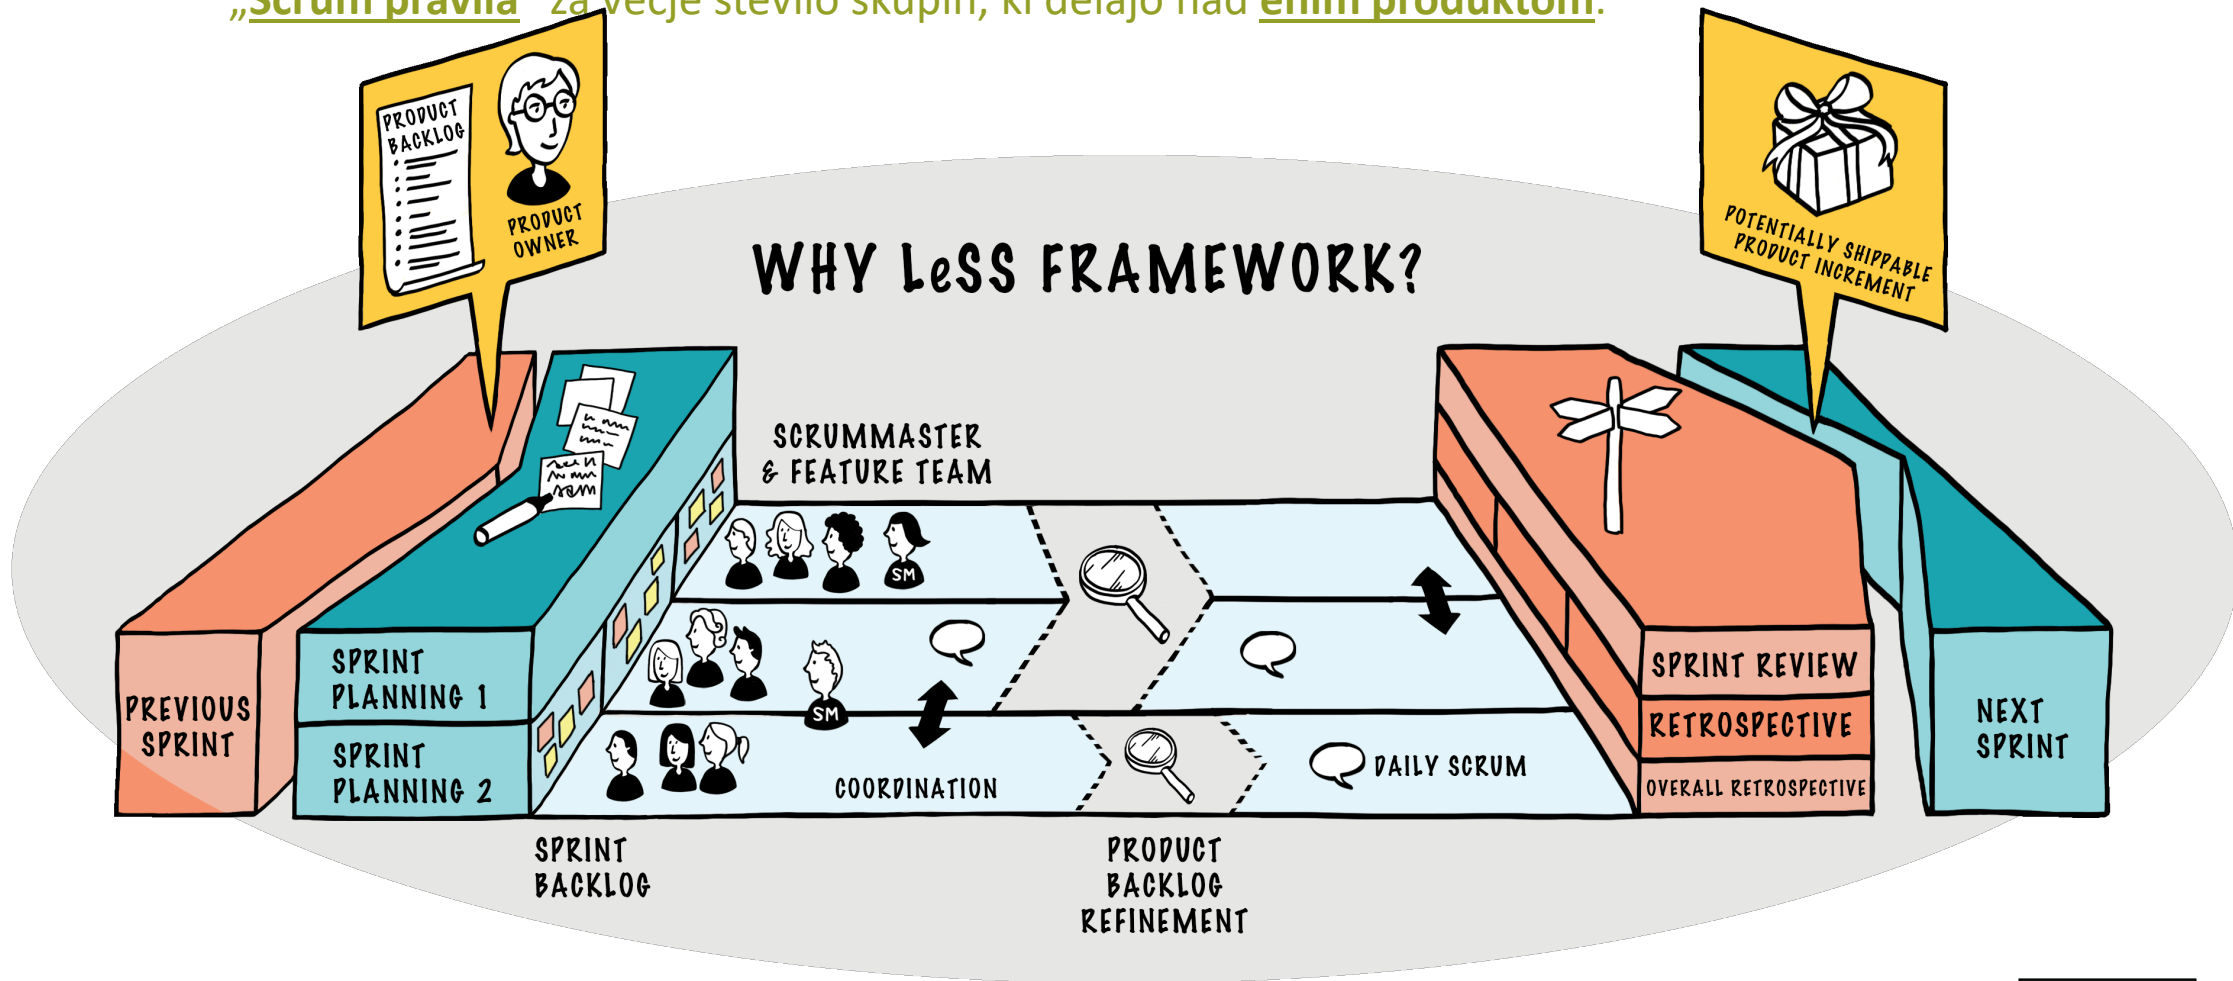 „Scrum pravila“ za večje število skupin, ki delajo nad enim produktom.
PRODUCT
BACKLOG
PRODUCT
OWNER
POTENTIALLY SHIPPABLE
PRODUCT INCREMENT
WHY LeSS FRAMEWORK?
SCRUMMASTER
& FEATURE TEAM
SM
SM
PREVIOUS
SPRINT
SPRINT
PLANNING 1
SPRINT
PLANNING 2
COORDINATION
DAILY SCRUM
SPRINT REVIEW
RETROSPECTIVE
OVERALL RETROSPECTIVE
NEXT
SPRINT
SPRINT
BACKLOG
PRODUCT
BACKLOG
REFINEMENT